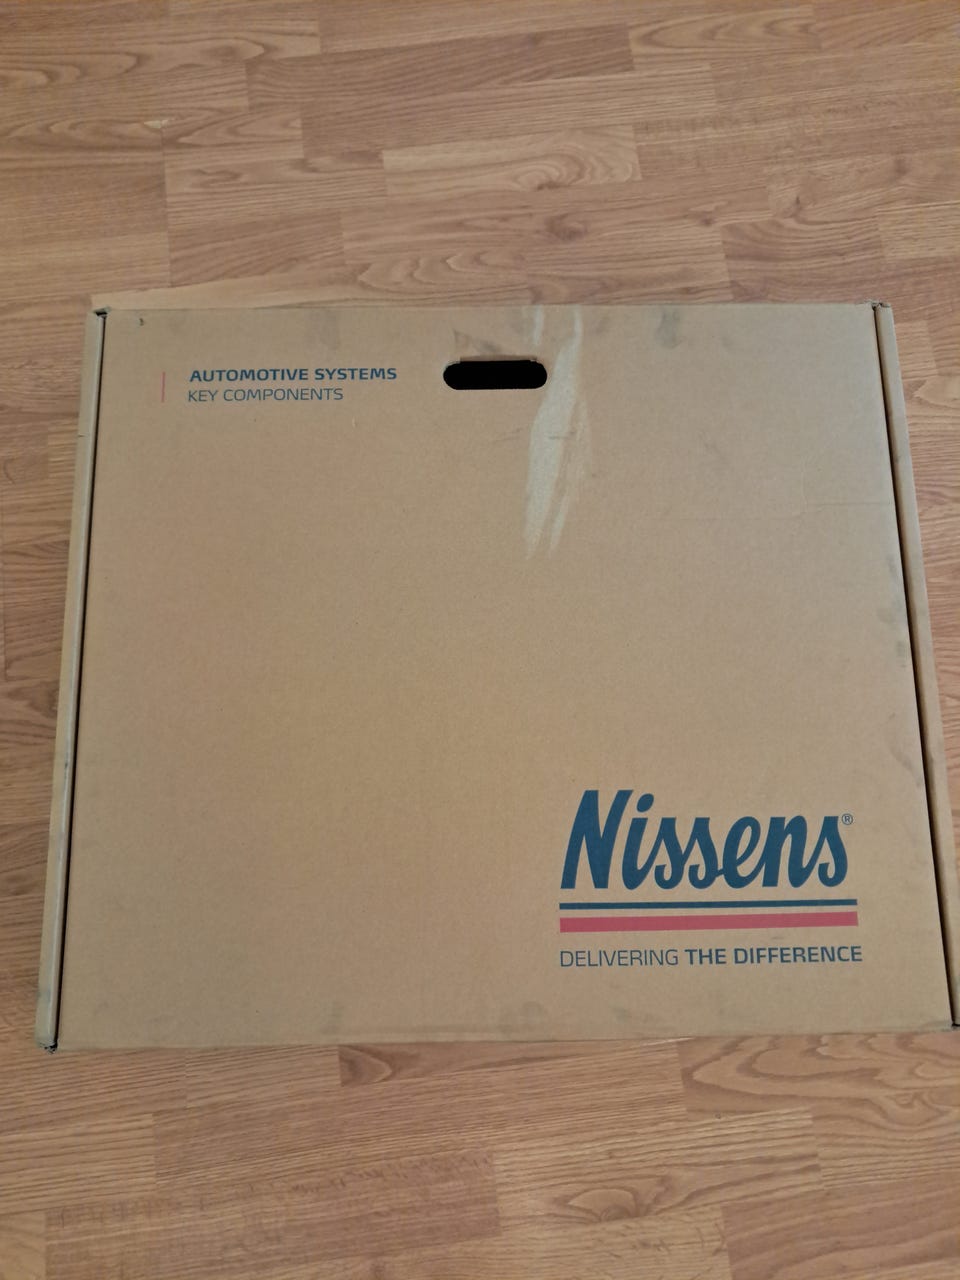 AUTOMOTIVE SYSTEMS
KEY COMPONENTS
Nissens®
DELIVERING THE DIFFERENCE